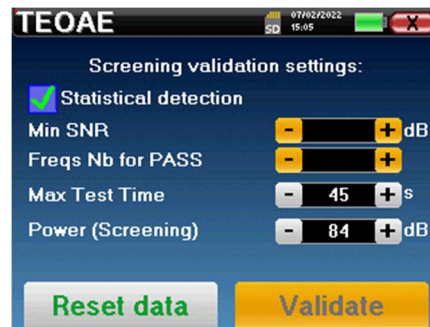 TEOAE
SD
07/02/2022
15:05
X
Screening validation settings:
Statistical detection
Min SNR - + dB
Freqs Nb for PASS - +
Max Test Time - 45 + s
Power (Screening) - 84 + dB
Reset data Validate